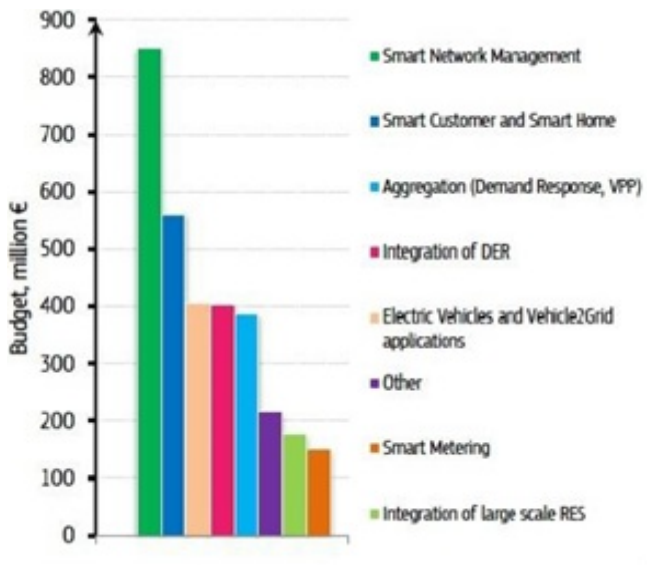 900
800
700
600
500
400
300
200
100
0
Budget, million €
Smart Network Management
Smart Customer and Smart Home
Aggregation (Demand Response, VPP)
Integration of DER
Electric Vehicles and Vehicle2Grid
applications
Other
Smart Metering
Integration of large scale RES